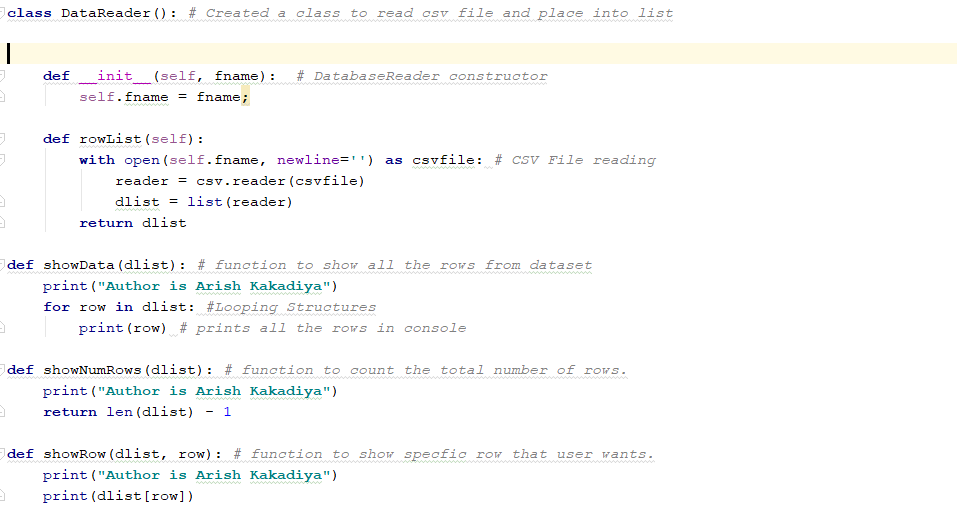 class DataReader(): # Created a class to read csv file and place into list
def __init__(self, fname):  # DatabaseReader constructor
self.fname = fname;
def rowList(self):
with open(self.fname, newline='') as csvfile: # CSV File reading
reader = csv.reader(csvfile)
dlist = list(reader)
return dlist
def showData(dlist): # function to show all the rows from dataset
print("Author is Arish Kakadiya")
for row in dlist: #Looping Structures
print(row) # prints all the rows in console
def showNumRows(dlist): # function to count the total number of rows.
print("Author is Arish Kakadiya")
return len(dlist) - 1
def showRow(dlist, row): # function to show specfic row that user wants.
print("Author is Arish Kakadiya")
print(dlist[row])